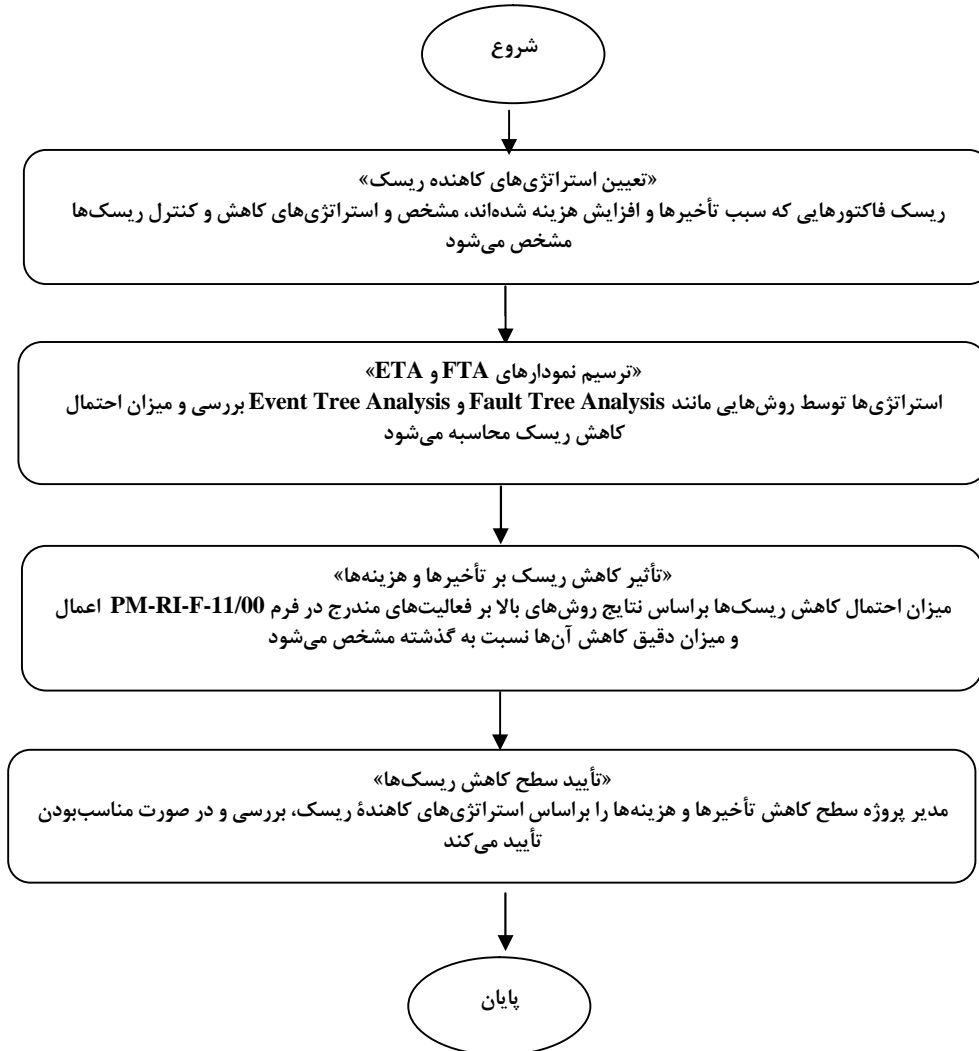 شروع
«تعیین استراتژی‌های کاهنده ریسک»
ریسک فاکتورهایی که سبب تأخیرها و افزایش هزینه شده‌اند، مشخص و استراتژی‌های کاهش و کنترل ریسک‌ها
مشخص می‌شود
«ترسیم نمودارهای FTA و ETA»
استراتژی‌ها توسط روش‌هایی مانند Fault Tree Analysis و Event Tree Analysis بررسی و میزان احتمال
کاهش ریسک محاسبه می‌شود
«تأثیر کاهش ریسک بر تأخیرها و هزینه‌ها»
میزان احتمال کاهش ریسک‌ها براساس نتایج روش‌های بالا بر فعالیت‌های مندرج در فرم PM-RI-F-11/00 اعمال
و میزان دقیق کاهش آن‌ها نسبت به گذشته مشخص می‌شود
«تأیید سطح کاهش ریسک‌ها»
مدیر پروژه سطح کاهش تأخیرها و هزینه‌ها را براساس استراتژی‌های کاهندهٔ ریسک، بررسی و در صورت مناسب‌بودن
تأیید می‌کند
پایان